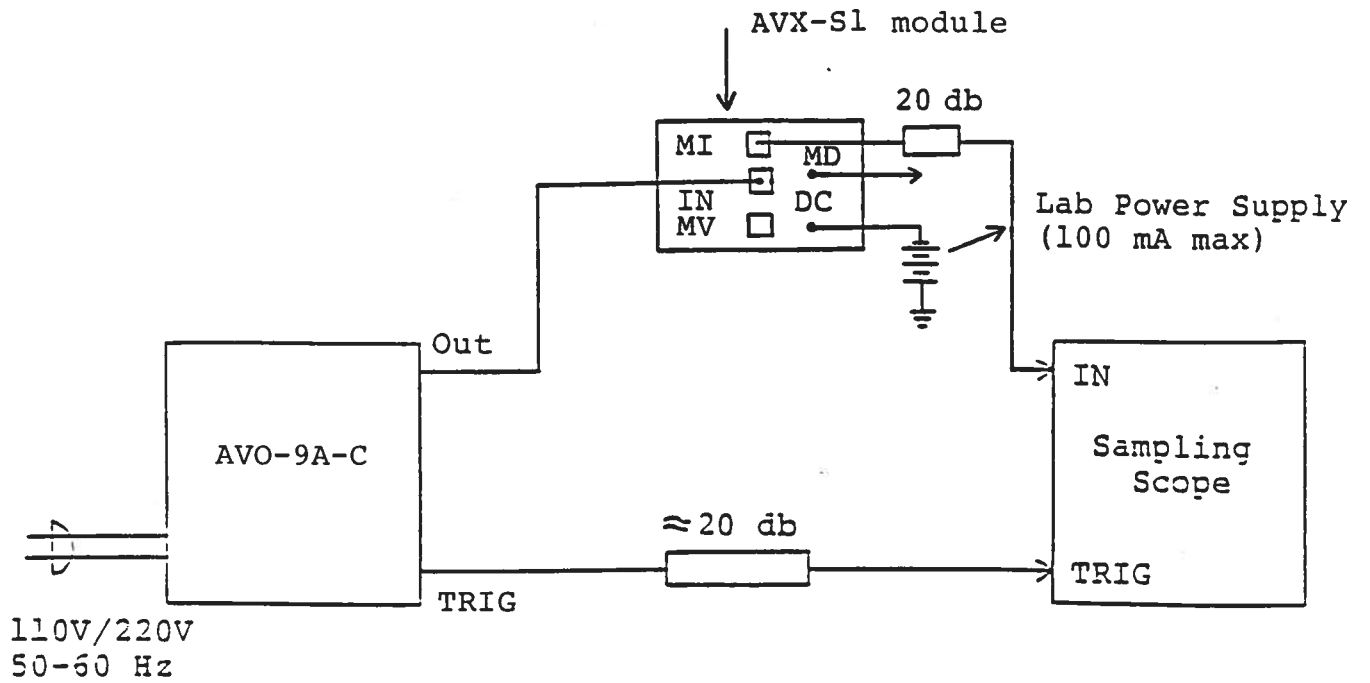 AVX-S1 module
20 db
MI
MD
IN
DC
MV
Lab Power Supply
(100 mA max)
Out
IN
AVO-9A-C
Sampling
Scope
≈20 db
TRIG
TRIG
110V/220V
50-60 Hz